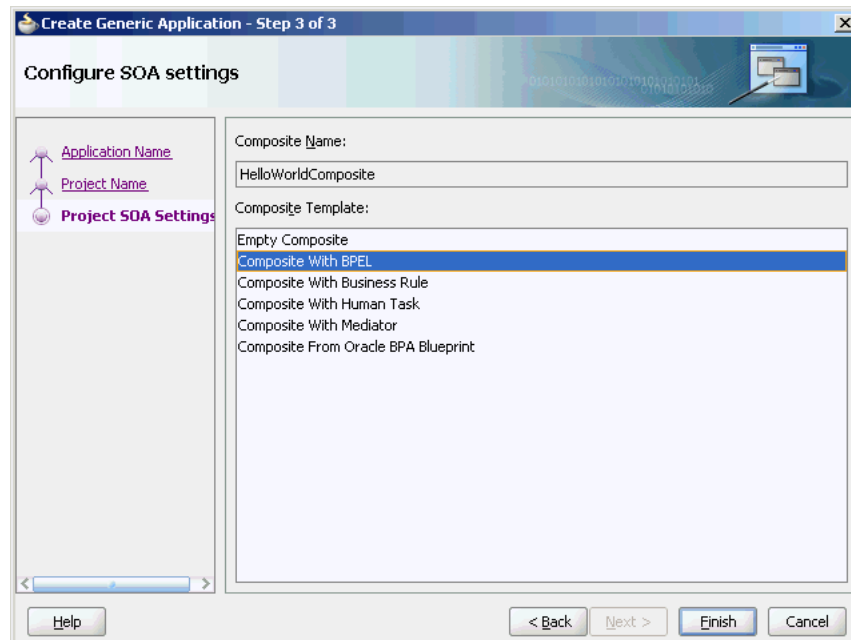 Create Generic Application - Step 3 of 3
Configure SOA settings
Application Name
Project Name
Project SOA Settings
Composite Name:
HelloWorldComposite
Composite Template:
Empty Composite
Composite With BPEL
Composite With Business Rule
Composite With Human Task
Composite With Mediator
Composite From Oracle BPA Blueprint
Help
< Back
Next >
Finish
Cancel